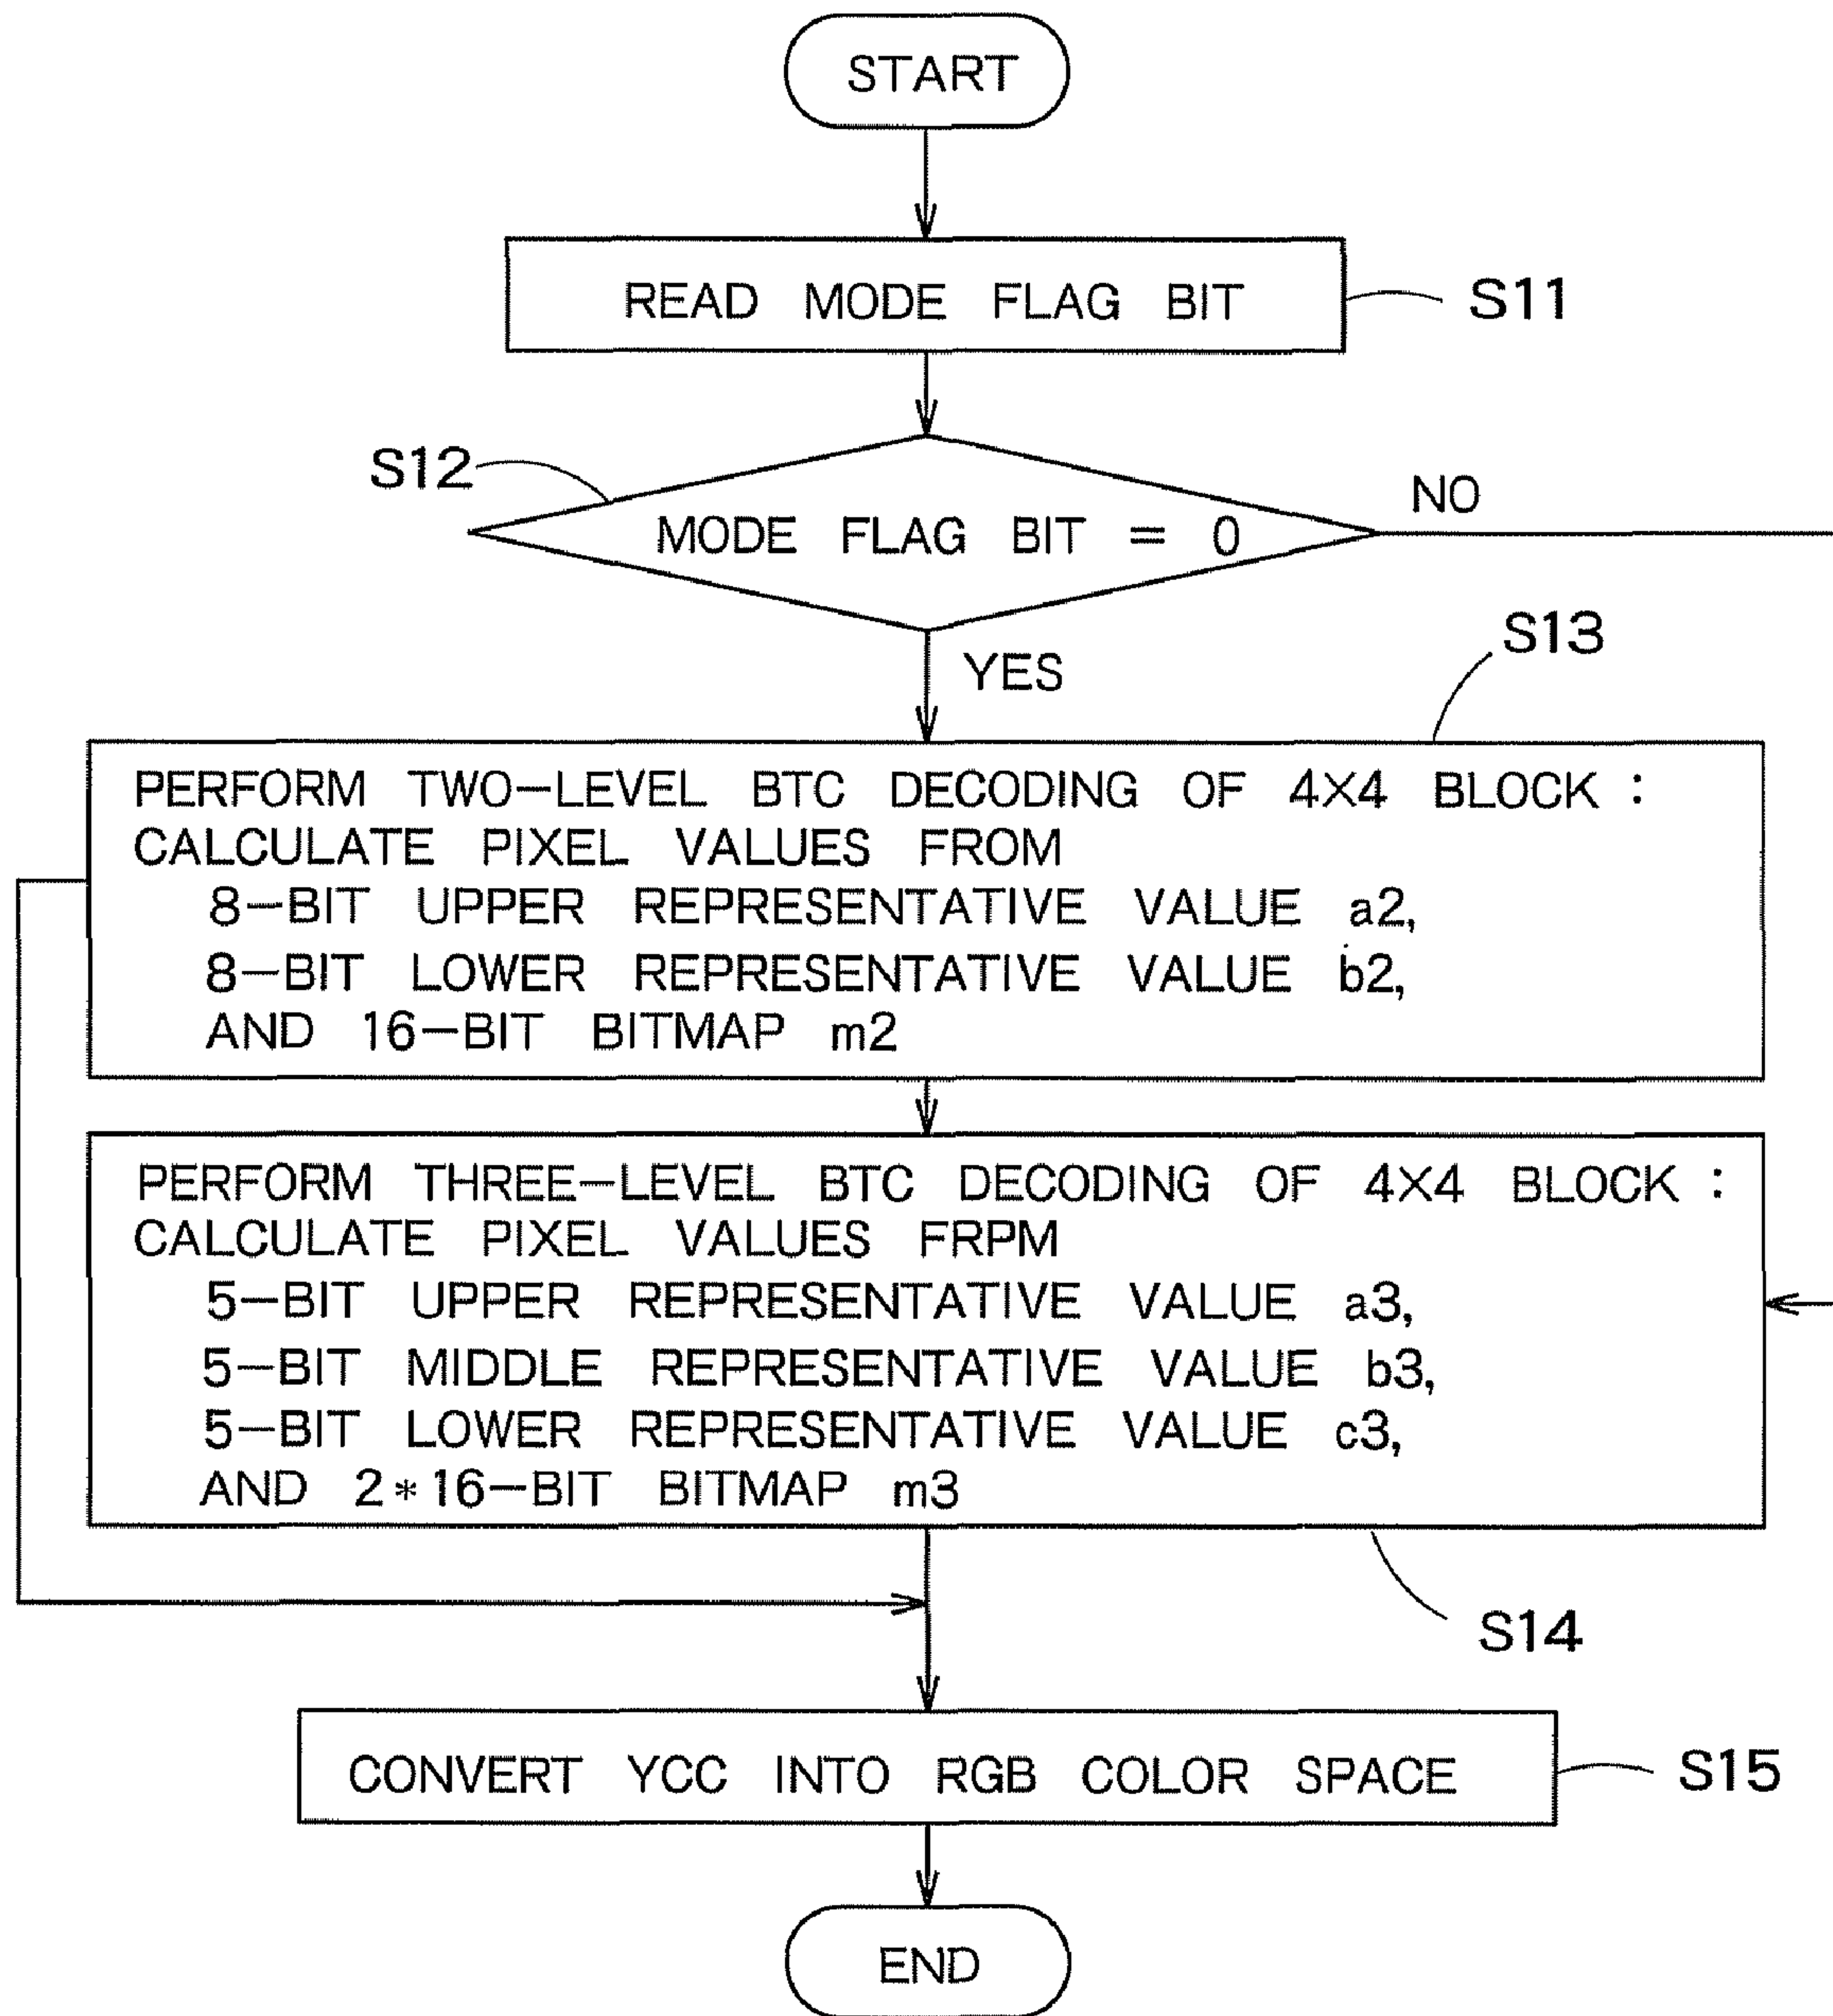 START
READ MODE FLAG BIT
S11
S12
MODE FLAG BIT = 0
NO
YES
S13
PERFORM TWO-LEVEL BTC DECODING OF 4X4 BLOCK :
CALCULATE PIXEL VALUES FROM
8-BIT UPPER REPRESENTATIVE VALUE a2,
8-BIT LOWER REPRESENTATIVE VALUE b2,
AND 16-BIT BITMAP m2
PERFORM THREE-LEVEL BTC DECODING OF 4X4 BLOCK :
CALCULATE PIXEL VALUES FRPM
5-BIT UPPER REPRESENTATIVE VALUE a3,
5-BIT MIDDLE REPRESENTATIVE VALUE b3,
5-BIT LOWER REPRESENTATIVE VALUE c3,
AND 2*16-BIT BITMAP m3
S14
CONVERT YCC INTO RGB COLOR SPACE
S15
END